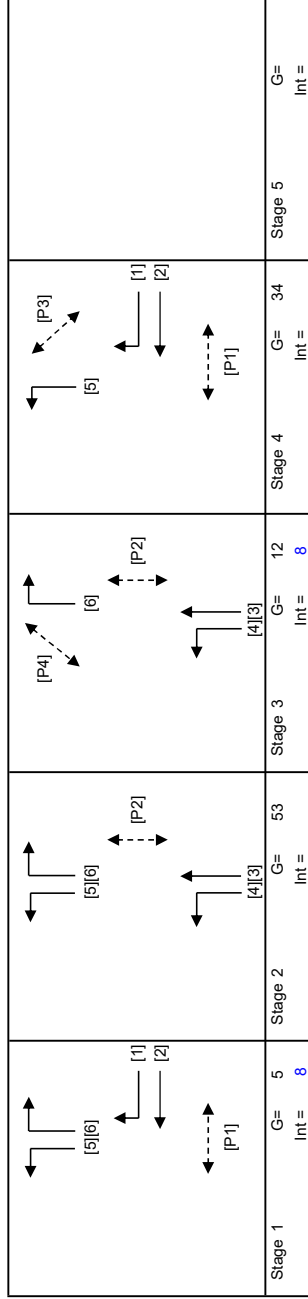 [5][6]
[1]
[2]
[P1]
Stage 1 G= 5
Int = 8
[5][6]
[P2]
[4][3]
Stage 2 G= 53
Int =
[P4]
[6]
[P2]
[4][3]
Stage 3 G= 12
Int = 8
[P3]
[5]
[1]
[2]
[P1]
Stage 4 G= 34
Int =
Stage 5 G=
Int =